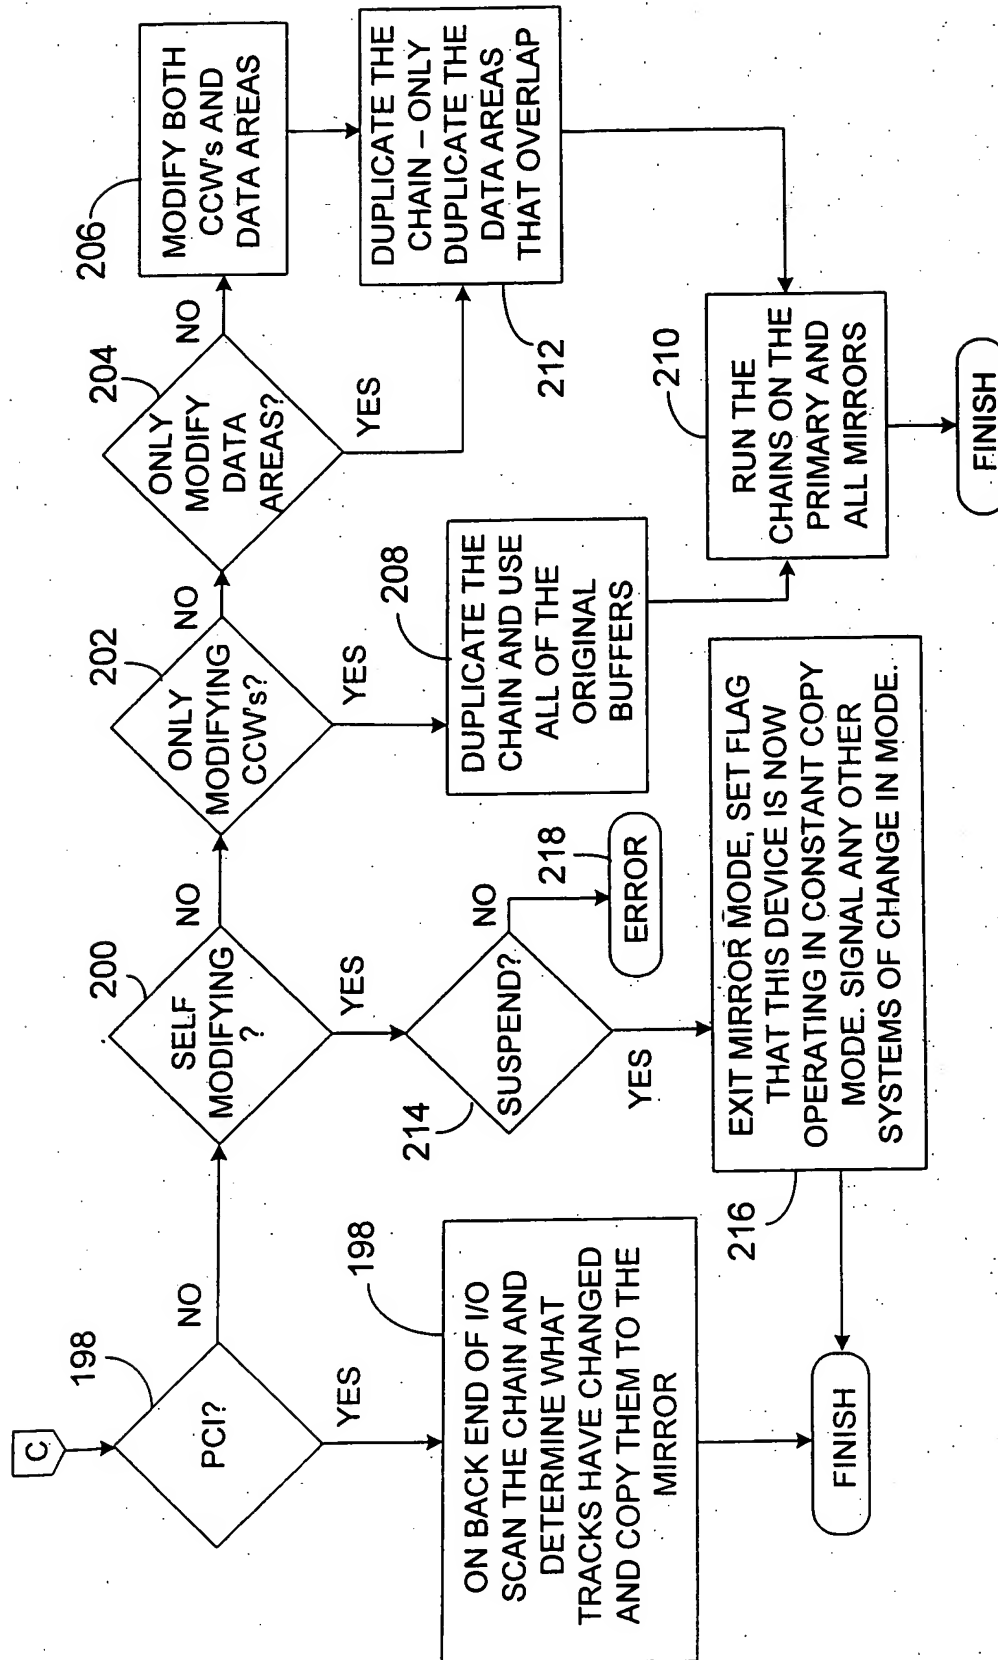 C
198
PCI?
NO
YES
198
ON BACK END OF I/O
SCAN THE CHAIN AND
DETERMINE WHAT
TRACKS HAVE CHANGED
AND COPY THEM TO THE
MIRROR
FINISH
200
SELF
MODIFYING
?
NO
YES
214
SUSPEND?
NO
218
ERROR
YES
216
EXIT MIRROR MODE, SET FLAG
THAT THIS DEVICE IS NOW
OPERATING IN CONSTANT COPY
MODE. SIGNAL ANY OTHER
SYSTEMS OF CHANGE IN MODE.
202
ONLY
MODIFYING
CCW's?
NO
YES
208
DUPLICATE THE
CHAIN AND USE
ALL OF THE
ORIGINAL
BUFFERS
204
ONLY
MODIFY
DATA
AREAS?
NO
YES
206
MODIFY BOTH
CCW's AND
DATA AREAS
212
DUPLICATE THE
CHAIN – ONLY
DUPLICATE THE
DATA AREAS
THAT OVERLAP
210
RUN THE
CHAINS ON THE
PRIMARY AND
ALL MIRRORS
FINISH